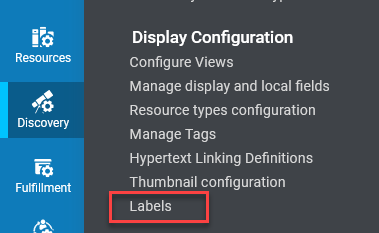 Display Configuration
Configure Views
Manage display and local fields
Resource types configuration
Manage Tags
Hypertext Linking Definitions
Thumbnail configuration
Labels
Resources
Discovery
Fulfillment